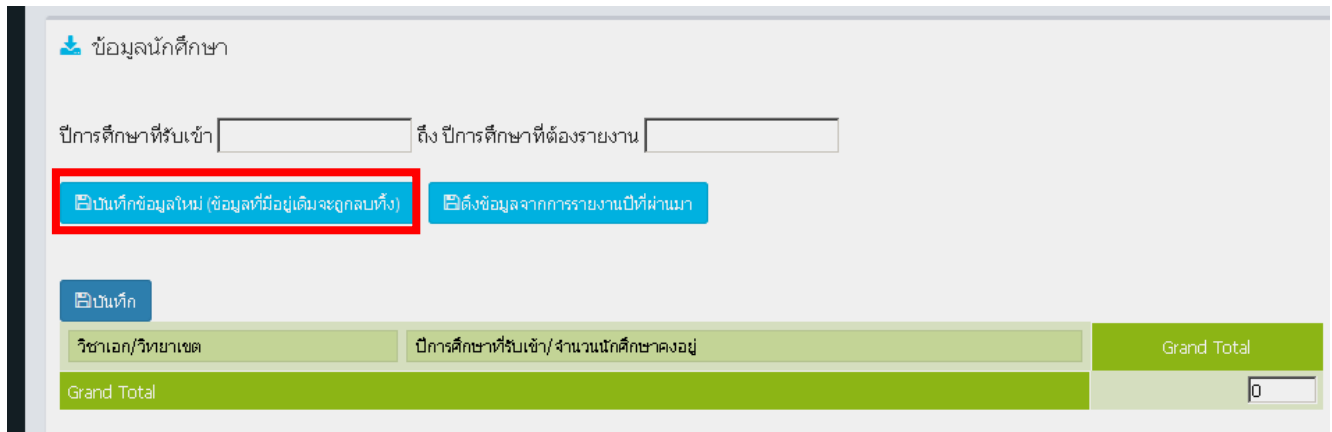 ข้อมูลนักศึกษา
ปีการศึกษาที่รับเข้า ถึง ปีการศึกษาที่ต้องรายงาน
บันทึกข้อมูลใหม่ (ข้อมูลที่มีอยู่เดิมจะถูกลบทิ้ง) ดึงข้อมูลจากการรายงานปีที่ผ่านมา
บันทึก
วิชาเอก/วิทยาเขต ปีการศึกษาที่รับเข้า/จำนวนนักศึกษาคงอยู่ Grand Total
Grand Total 0